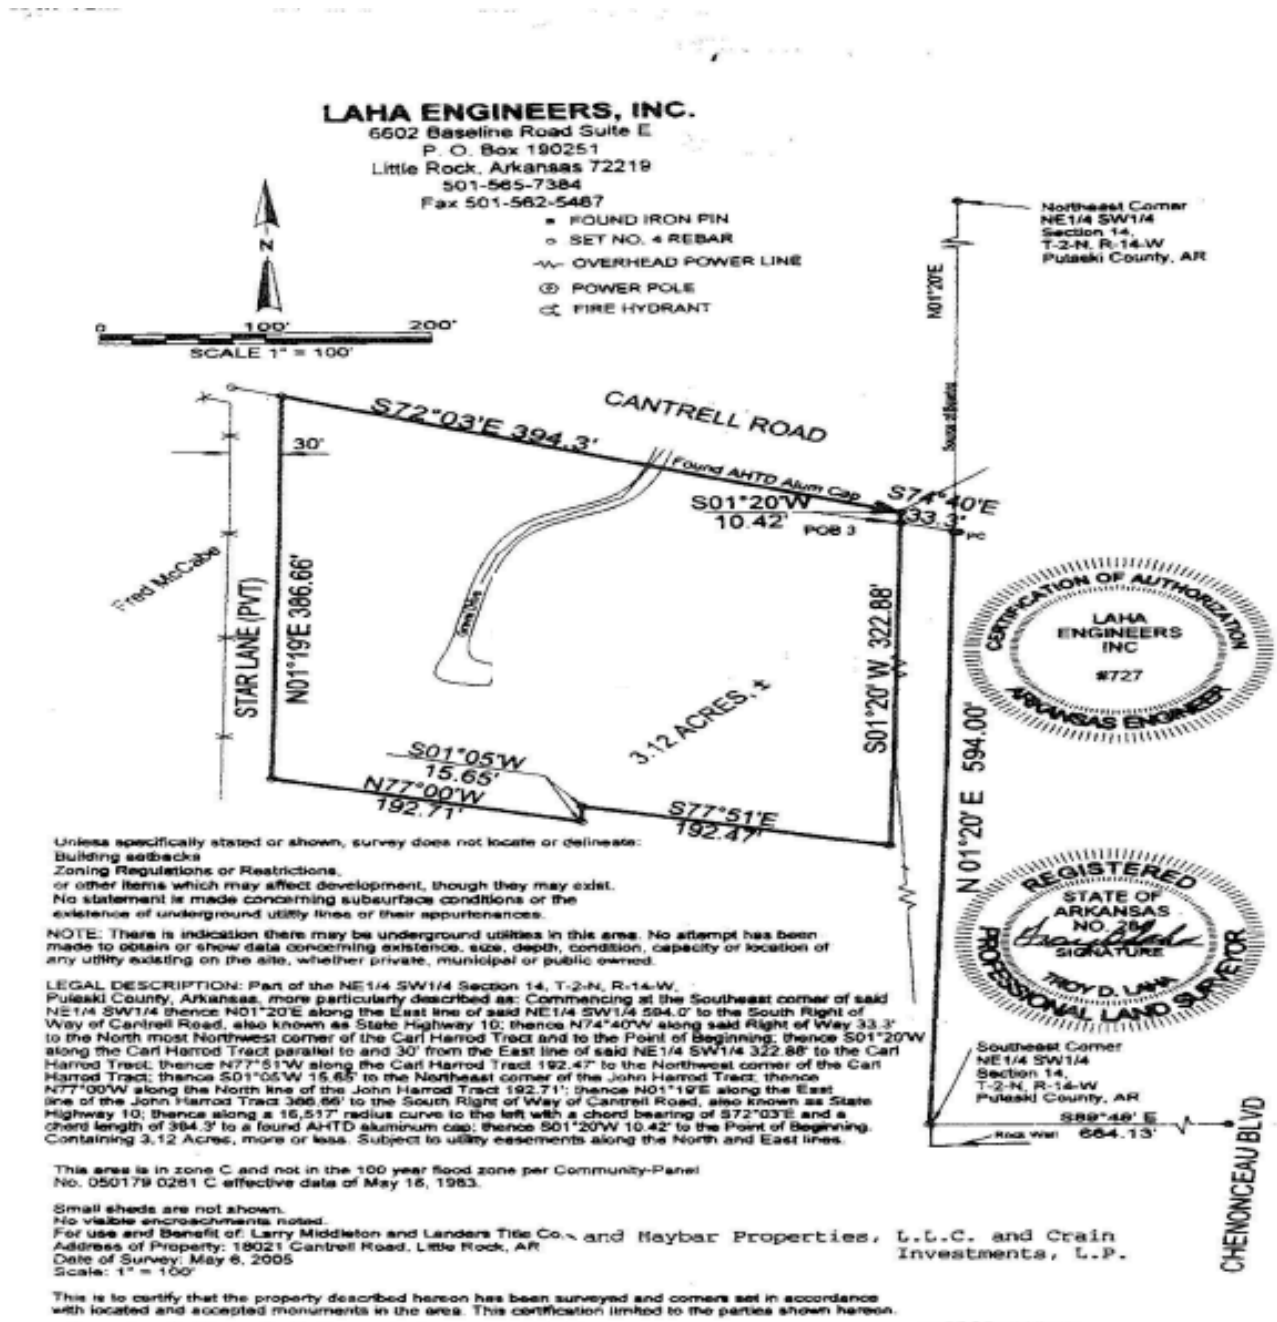 LAHA ENGINEERS, INC.
6602 Baseline Road Suite E
P. O. Box 190251
Little Rock, Arkansas 72219
501-565-7384
Fax 501-562-5487
FOUND IRON PIN
SET NO. 4 REBAR
OVERHEAD POWER LINE
POWER POLE
FIRE HYDRANT
N
0 100' 200'
SCALE 1" = 100'
Northeast Corner
NE1/4 SW1/4
Section 14,
T-2-N, R-14-W
Pulaski County, AR
N01°20'E
Source of Bearing
CANTRELL ROAD
S72°03'E 394.3'
30'
Found AHTD Alum Cap
S74°40'E
33.3'
S01°20'W
10.42'
POB 3
PC
Fred McCabe
STAR LANE (PVT)
N01°19'E 386.66'
S01°20' W 322.88'
3.12 ACRES, ±
S01°05'W
15.65'
N77°00'W
192.71'
S77°51'E
192.47'
N 01°20' E 594.00'
CERTIFICATION OF AUTHORIZATION
LAHA
ENGINEERS
INC
#727
ARKANSAS ENGINEER
REGISTERED
STATE OF
ARKANSAS
NO.
SIGNATURE
TROY D. LAHA
PROFESSIONAL LAND SURVEYOR
Southeast Corner
NE1/4 SW1/4
Section 14,
T-2-N, R-14-W
Pulaski County, AR
S89°48' E
664.13'
Rock Wall
CHENONCEAU BLVD
Unless specifically stated or shown, survey does not locate or delineate:
Building setbacks
Zoning Regulations or Restrictions,
or other items which may affect development, though they may exist.
No statement is made concerning subsurface conditions or the
existence of underground utility lines or their appurtenances.
NOTE: There is indication there may be underground utilities in this area. No attempt has been
made to obtain or show data concerning existence, size, depth, condition, capacity or location of
any utility existing on the site, whether private, municipal or public owned.
LEGAL DESCRIPTION: Part of the NE1/4 SW1/4 Section 14, T-2-N, R-14-W,
Pulaski County, Arkansas, more particularly described as: Commencing at the Southeast corner of said
NE1/4 SW1/4 thence N01°20'E along the East line of said NE1/4 SW1/4 594.0' to the South Right of
Way of Cantrell Road, also known as State Highway 10; thence N74°40'W along said Right of Way 33.3'
to the North most Northwest corner of the Carl Harrod Tract and to the Point of Beginning; thence S01°20'W
along the Carl Harrod Tract parallel to and 30' from the East line of said NE1/4 SW1/4 322.88' to the Carl
Harrod Tract; thence N77°51'W along the Carl Harrod Tract 192.47' to the Northwest corner of the Carl
Harrod Tract; thence S01°05'W 15.65' to the Northeast corner of the John Harrod Tract; thence
N77°00'W along the North line of the John Harrod Tract 192.71'; thence N01°19'E along the East
line of the John Harrod Tract 386.66' to the South Right of Way of Cantrell Road, also known as State
Highway 10; thence along a 16,517' radius curve to the left with a chord bearing of S72°03'E and a
chord length of 394.3' to a found AHTD aluminum cap; thence S01°20'W 10.42' to the Point of Beginning.
Containing 3.12 Acres, more or less. Subject to utility easements along the North and East lines.
This area is in zone C and not in the 100 year flood zone per Community-Panel
No. 050179 0261 C effective date of May 16, 1983.
Small sheds are not shown.
No visible encroachments noted.
For use and Benefit of: Larry Middleton and Landers Title Co., and Haybar Properties, L.L.C. and Crain
Investments, L.P.
Address of Property: 18021 Cantrell Road, Little Rock, AR
Date of Survey: May 6, 2005
Scale: 1" = 100'
This is to certify that the property described hereon has been surveyed and corners set in accordance
with located and accepted monuments in the area. This certification limited to the parties shown hereon.